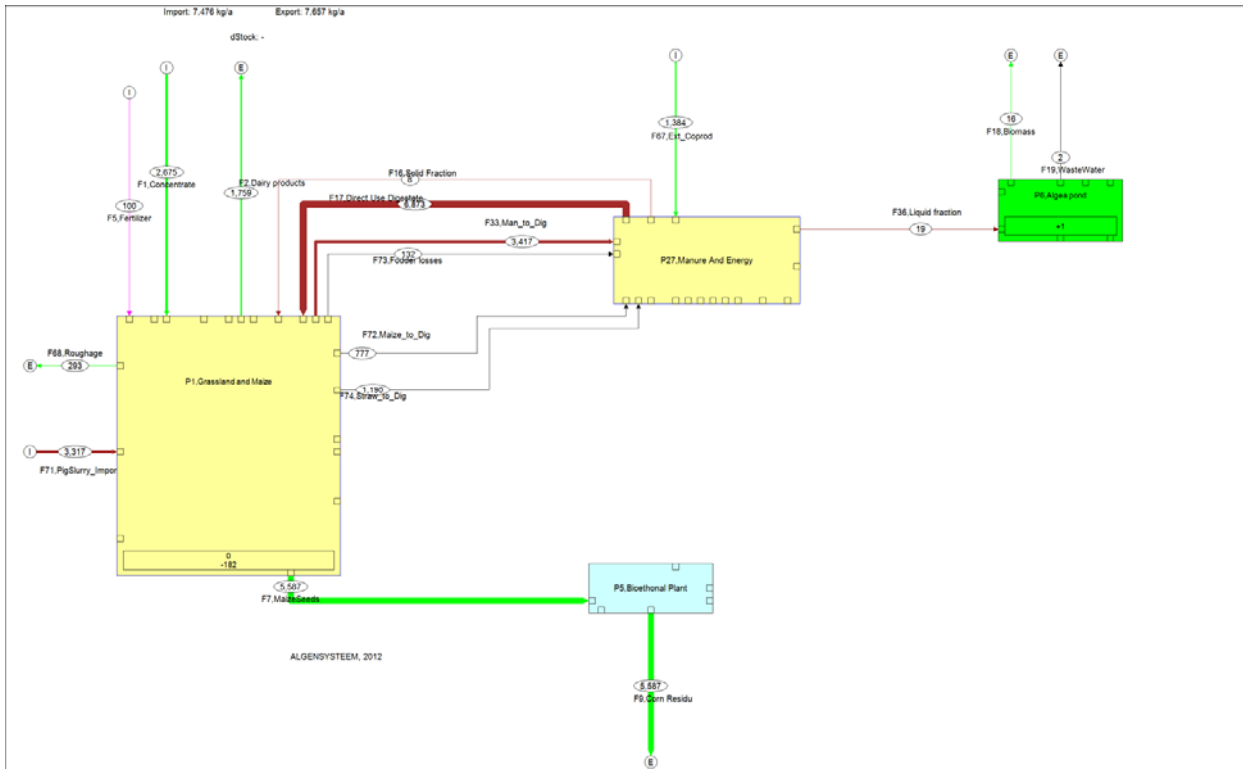 Import: 7,476 kg/a Export: 7,657 kg/a
dStock: -
I
I
E
I
E
E
2,675
F1,Concentrate
100
F5,Fertilizer
F2,Dairy products
1,759
F16,Solid Fraction
8
F17,Direct Use Digestate
6,873
F33,Man_to_Dig
3,417
132
F73,Fodder losses
1,384
F67,Ext_Coprod
16
F18,Biomass
2
F19,WasteWater
P6,Algea pond
+1
F36,Liquid fraction
19
P27,Manure And Energy
F72,Maize_to_Dig
777
1,190
F74,Straw_to_Dig
F68,Roughage
E
293
P1,Grassland and Maize
I
3,317
F71,PigSlurry_Impor
0
-182
5,587
F7,MaizeSeeds
P5,Bioethonal Plant
ALGENSYSTEEM, 2012
5,587
F9,Corn Residu
E